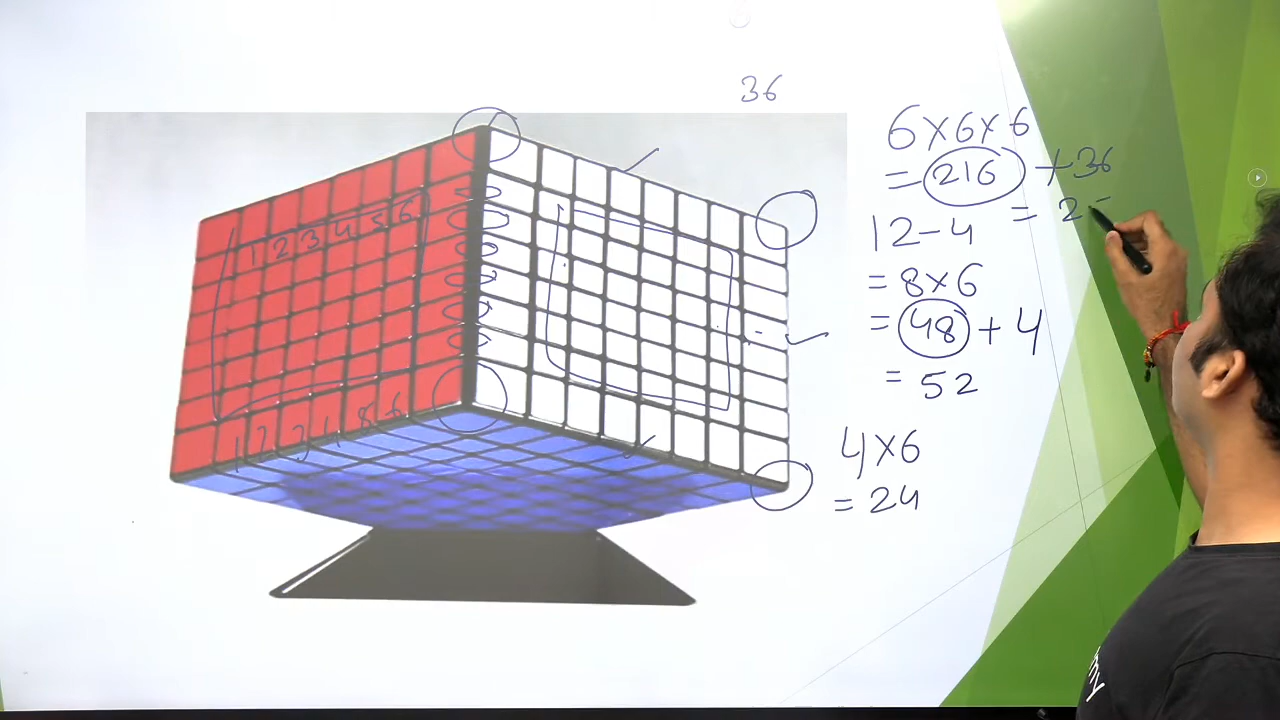 36
6×6×6
= 216 + 36
= 2
12-4
= 8×6
= 48 + 4
= 52
4×6
= 24
1 2 3 4 5 6